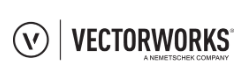 V VECTORWORKS®
A NEMETSCHEK COMPANY